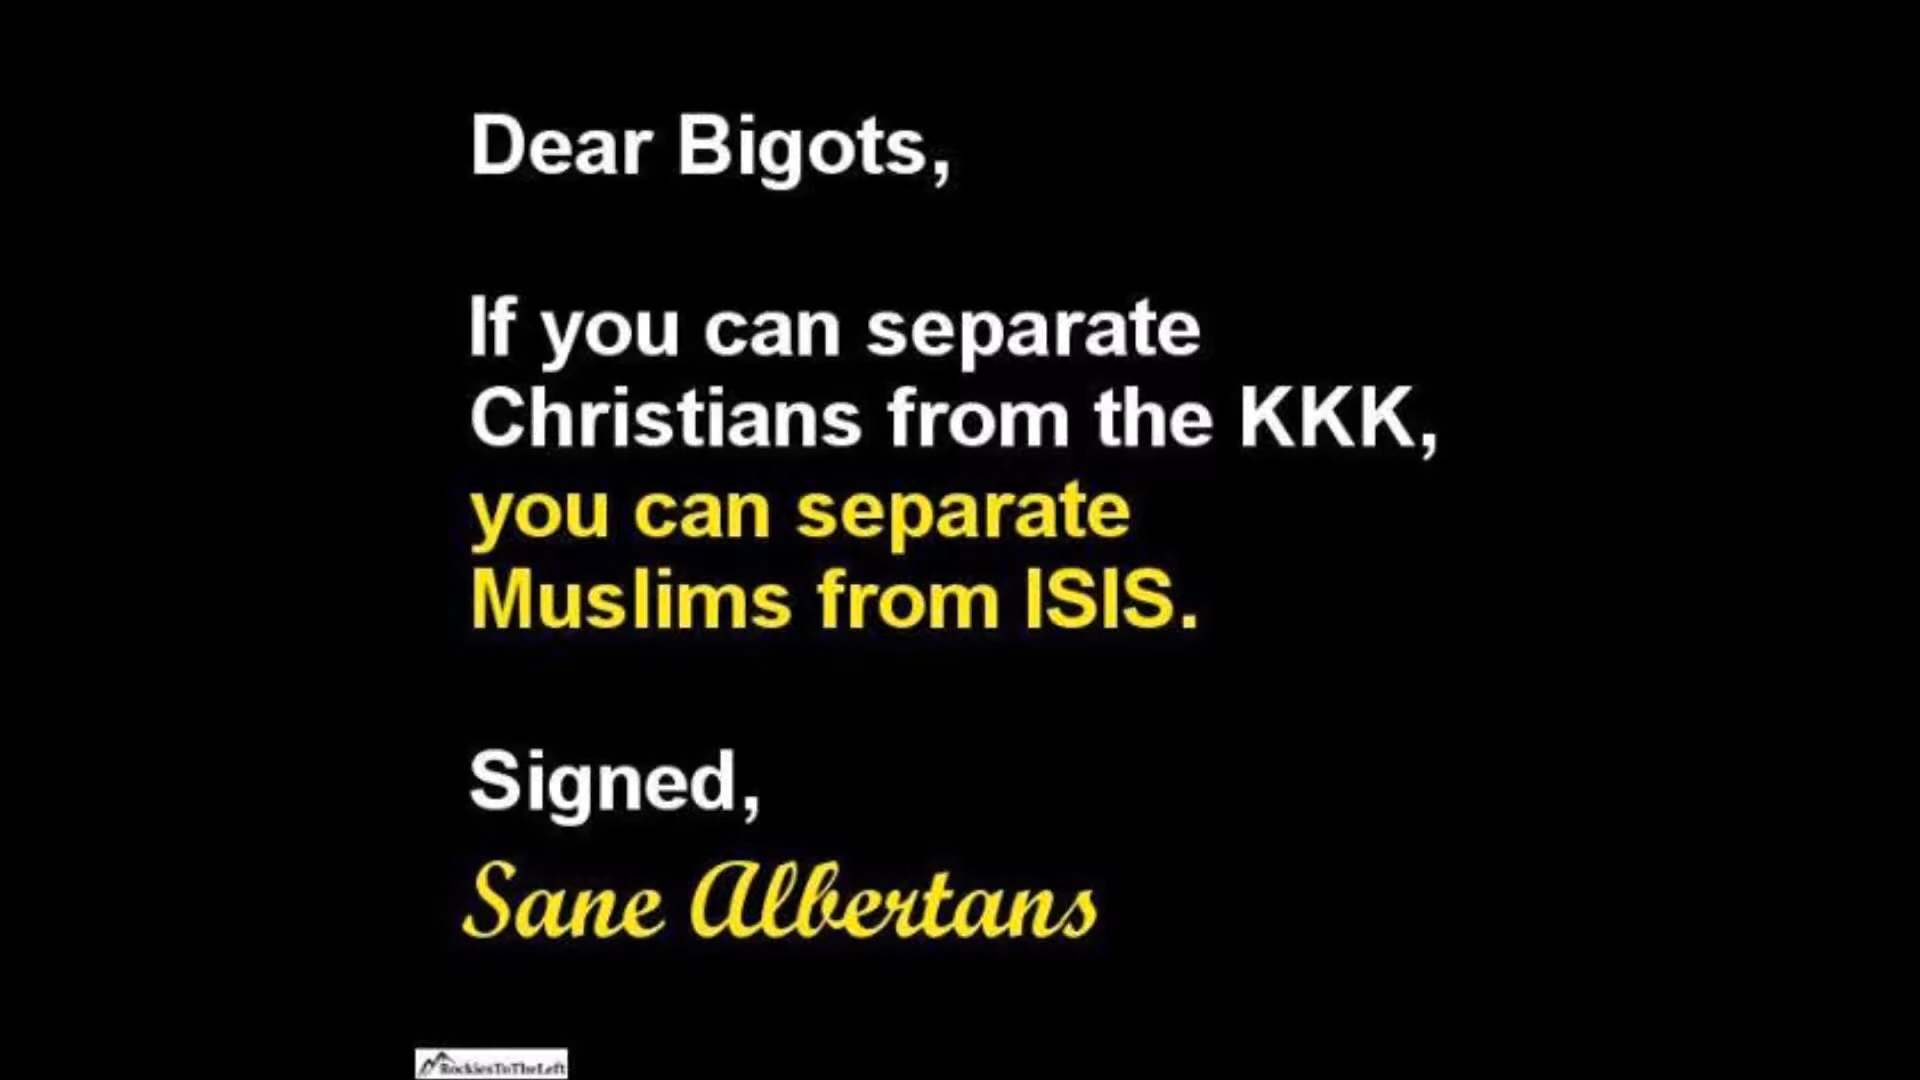 Dear Bigots,
If you can separate
Christians from the KKK,
you can separate
Muslims from ISIS.
Signed,
Sane Albertans
RockiesToTheLeft